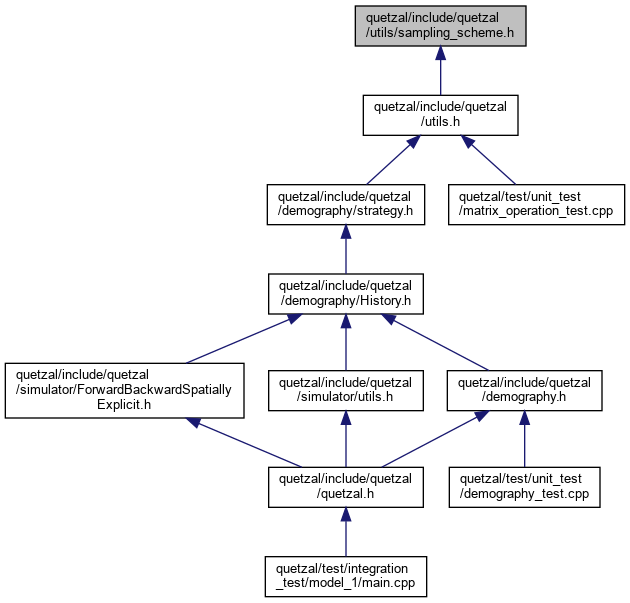 quetzal/include/quetzal
/utils/sampling_scheme.h
quetzal/include/quetzal
/utils.h
quetzal/include/quetzal
/demography/strategy.h
quetzal/test/unit_test
/matrix_operation_test.cpp
quetzal/include/quetzal
/demography/History.h
quetzal/include/quetzal
/simulator/ForwardBackwardSpatially
Explicit.h
quetzal/include/quetzal
/simulator/utils.h
quetzal/include/quetzal
/demography.h
quetzal/include/quetzal
/quetzal.h
quetzal/test/unit_test
/demography_test.cpp
quetzal/test/integration
_test/model_1/main.cpp